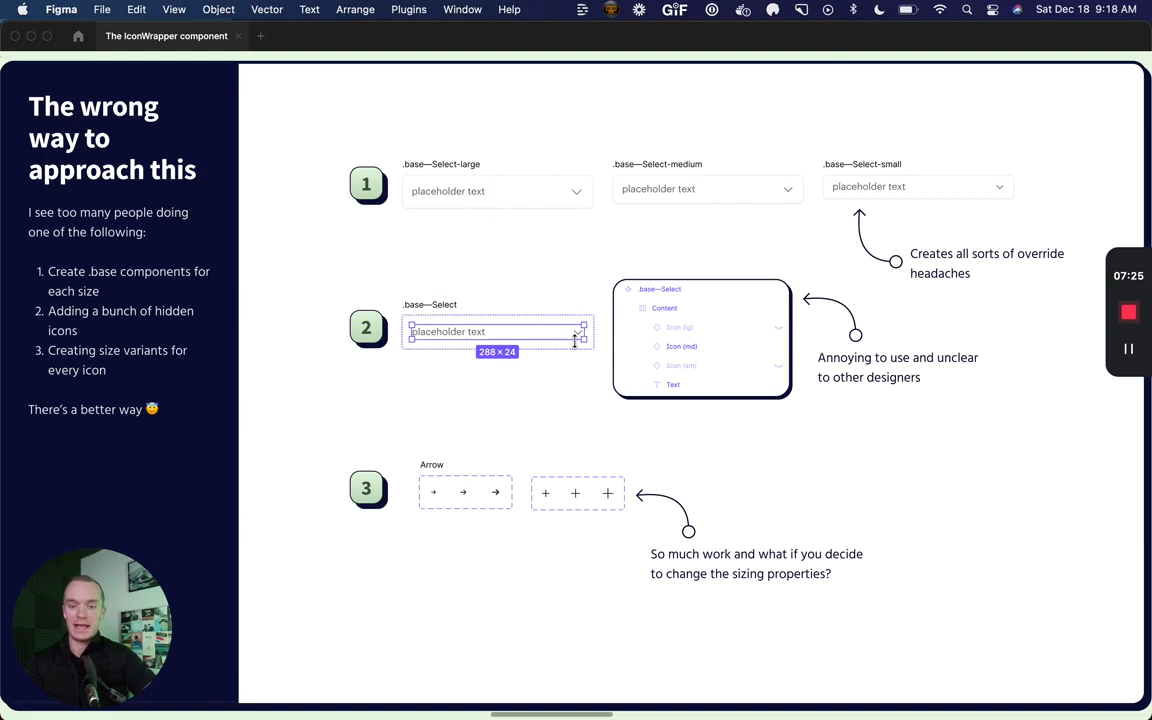 Figma File Edit View Object Vector Text Arrange Plugins Window Help GIF Sat Dec 18 9:18 AM
The IconWrapper component
The wrong
way to
approach this
I see too many people doing
one of the following:
1. Create .base components for
each size
2. Adding a bunch of hidden
icons
3. Creating size variants for
every icon
There's a better way
1
.base—Select-large
placeholder text
.base—Select-medium
placeholder text
.base—Select-small
placeholder text
Creates all sorts of override
headaches
2
.base—Select
placeholder text
288 × 24
.base—Select
Content
Icon (lg)
Icon (md)
Icon (sm)
Text
Annoying to use and unclear
to other designers
3
Arrow
So much work and what if you decide
to change the sizing properties?
07:25